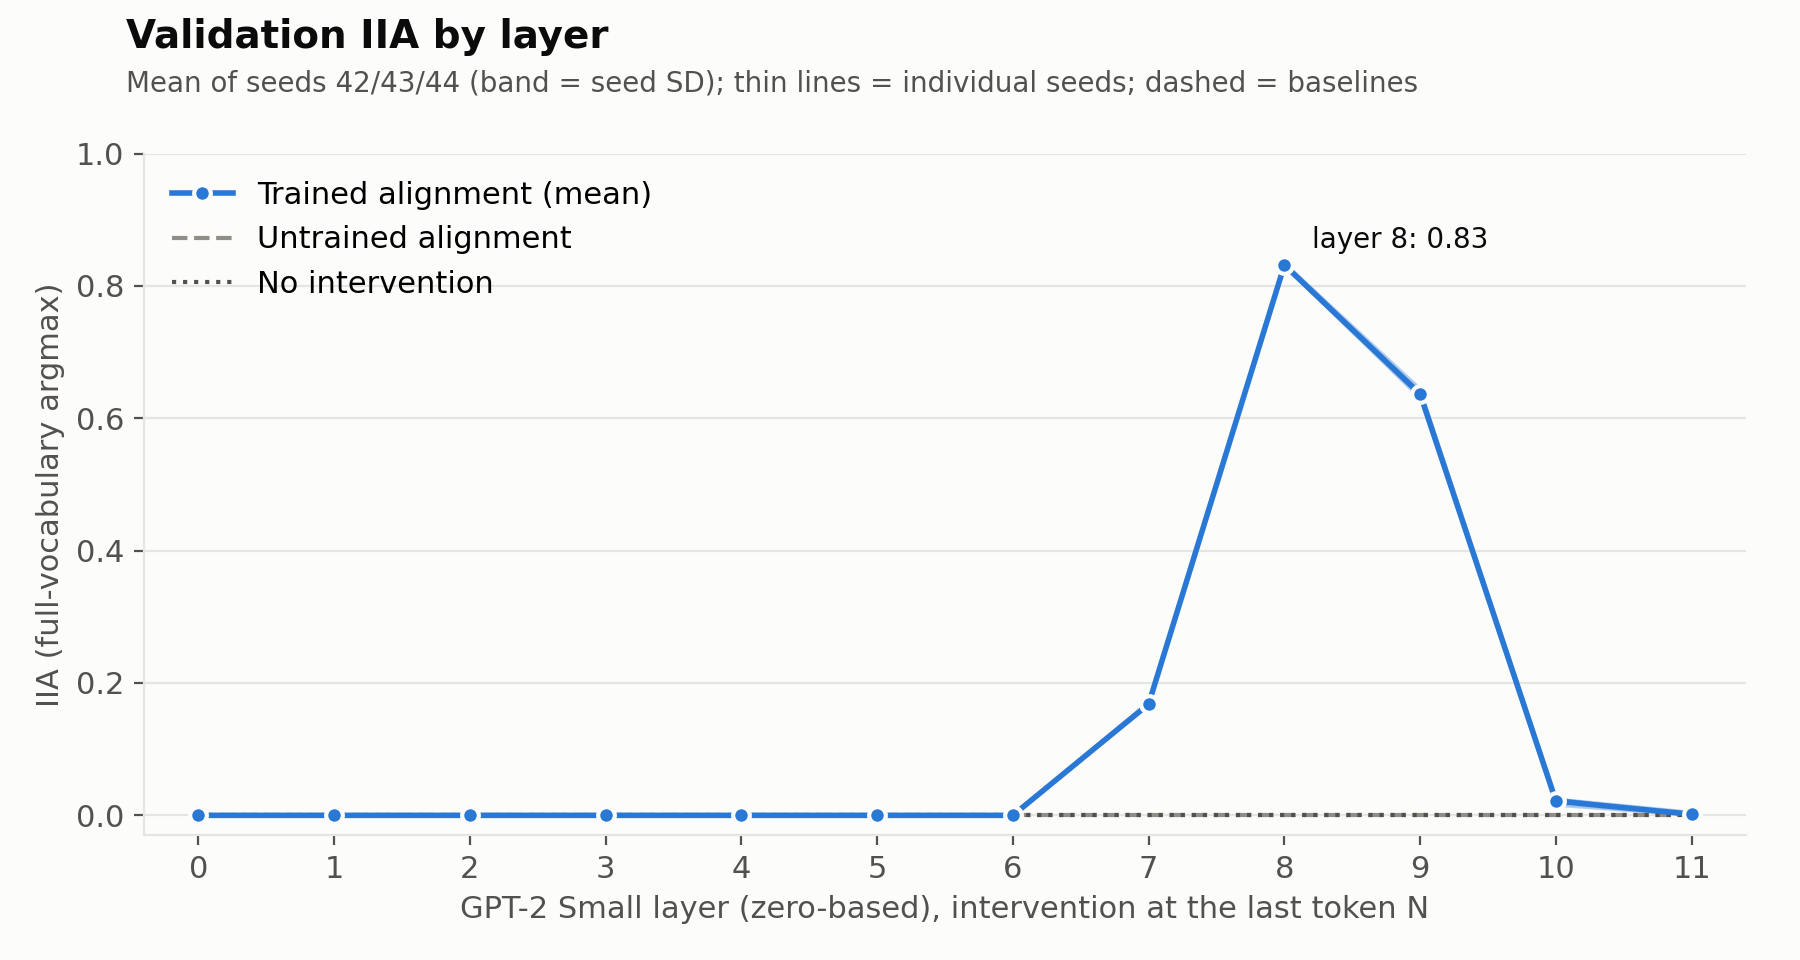 Validation IIA by layer
Mean of seeds 42/43/44 (band = seed SD); thin lines = individual seeds; dashed = baselines
IIA (full-vocabulary argmax)
1.0
0.8
0.6
0.4
0.2
0.0
Trained alignment (mean)
Untrained alignment
No intervention
layer 8: 0.83
0 1 2 3 4 5 6 7 8 9 10 11
GPT-2 Small layer (zero-based), intervention at the last token N